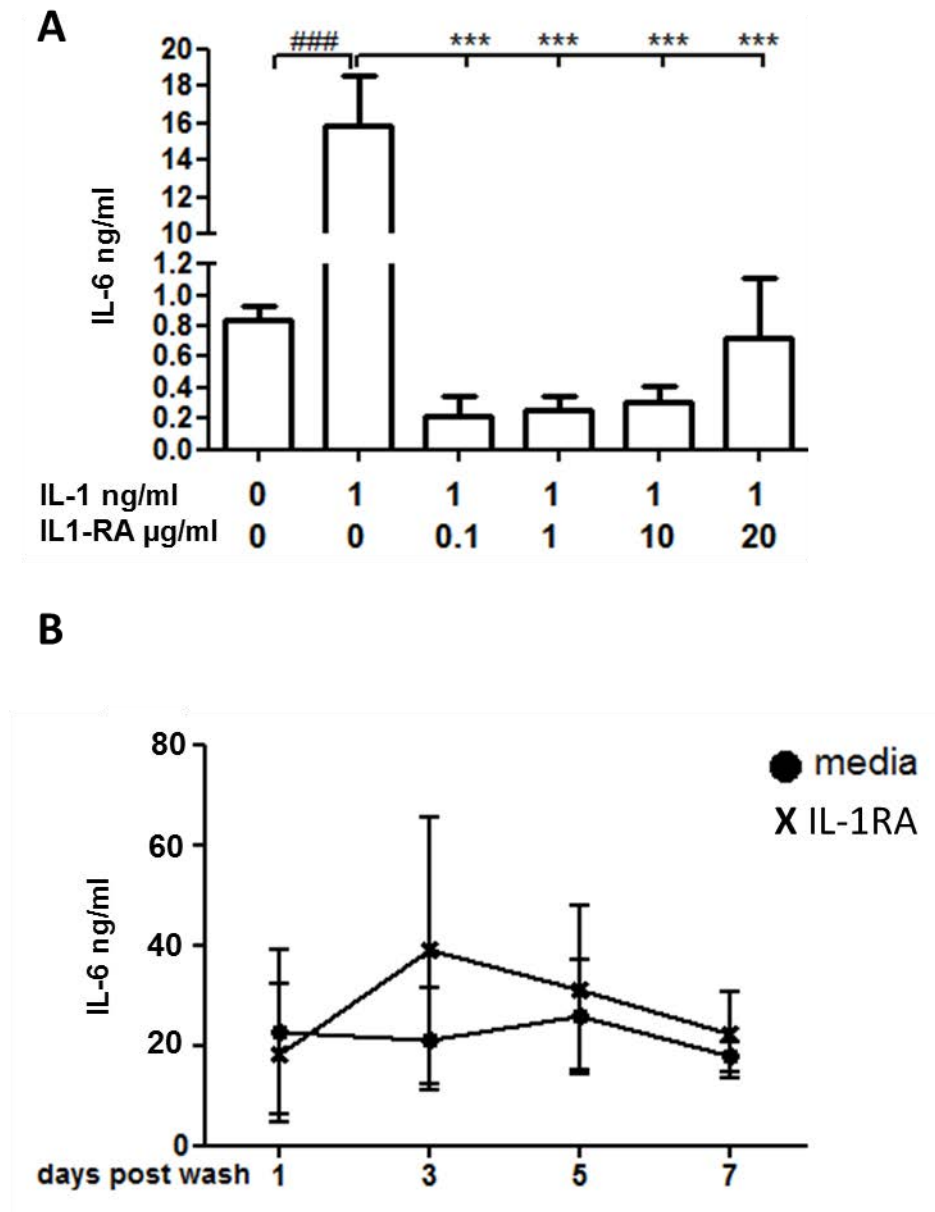 A
### *** *** *** ***
20
18
16
14
12
10
1.2
1.0
0.8
0.6
0.4
0.2
0.0
IL-6 ng/ml
IL-1 ng/ml 0 1 1 1 1 1
IL1-RA µg/ml 0 0 0.1 1 10 20
B
80
60
40
20
0
IL-6 ng/ml
media
X IL-1RA
days post wash 1 3 5 7